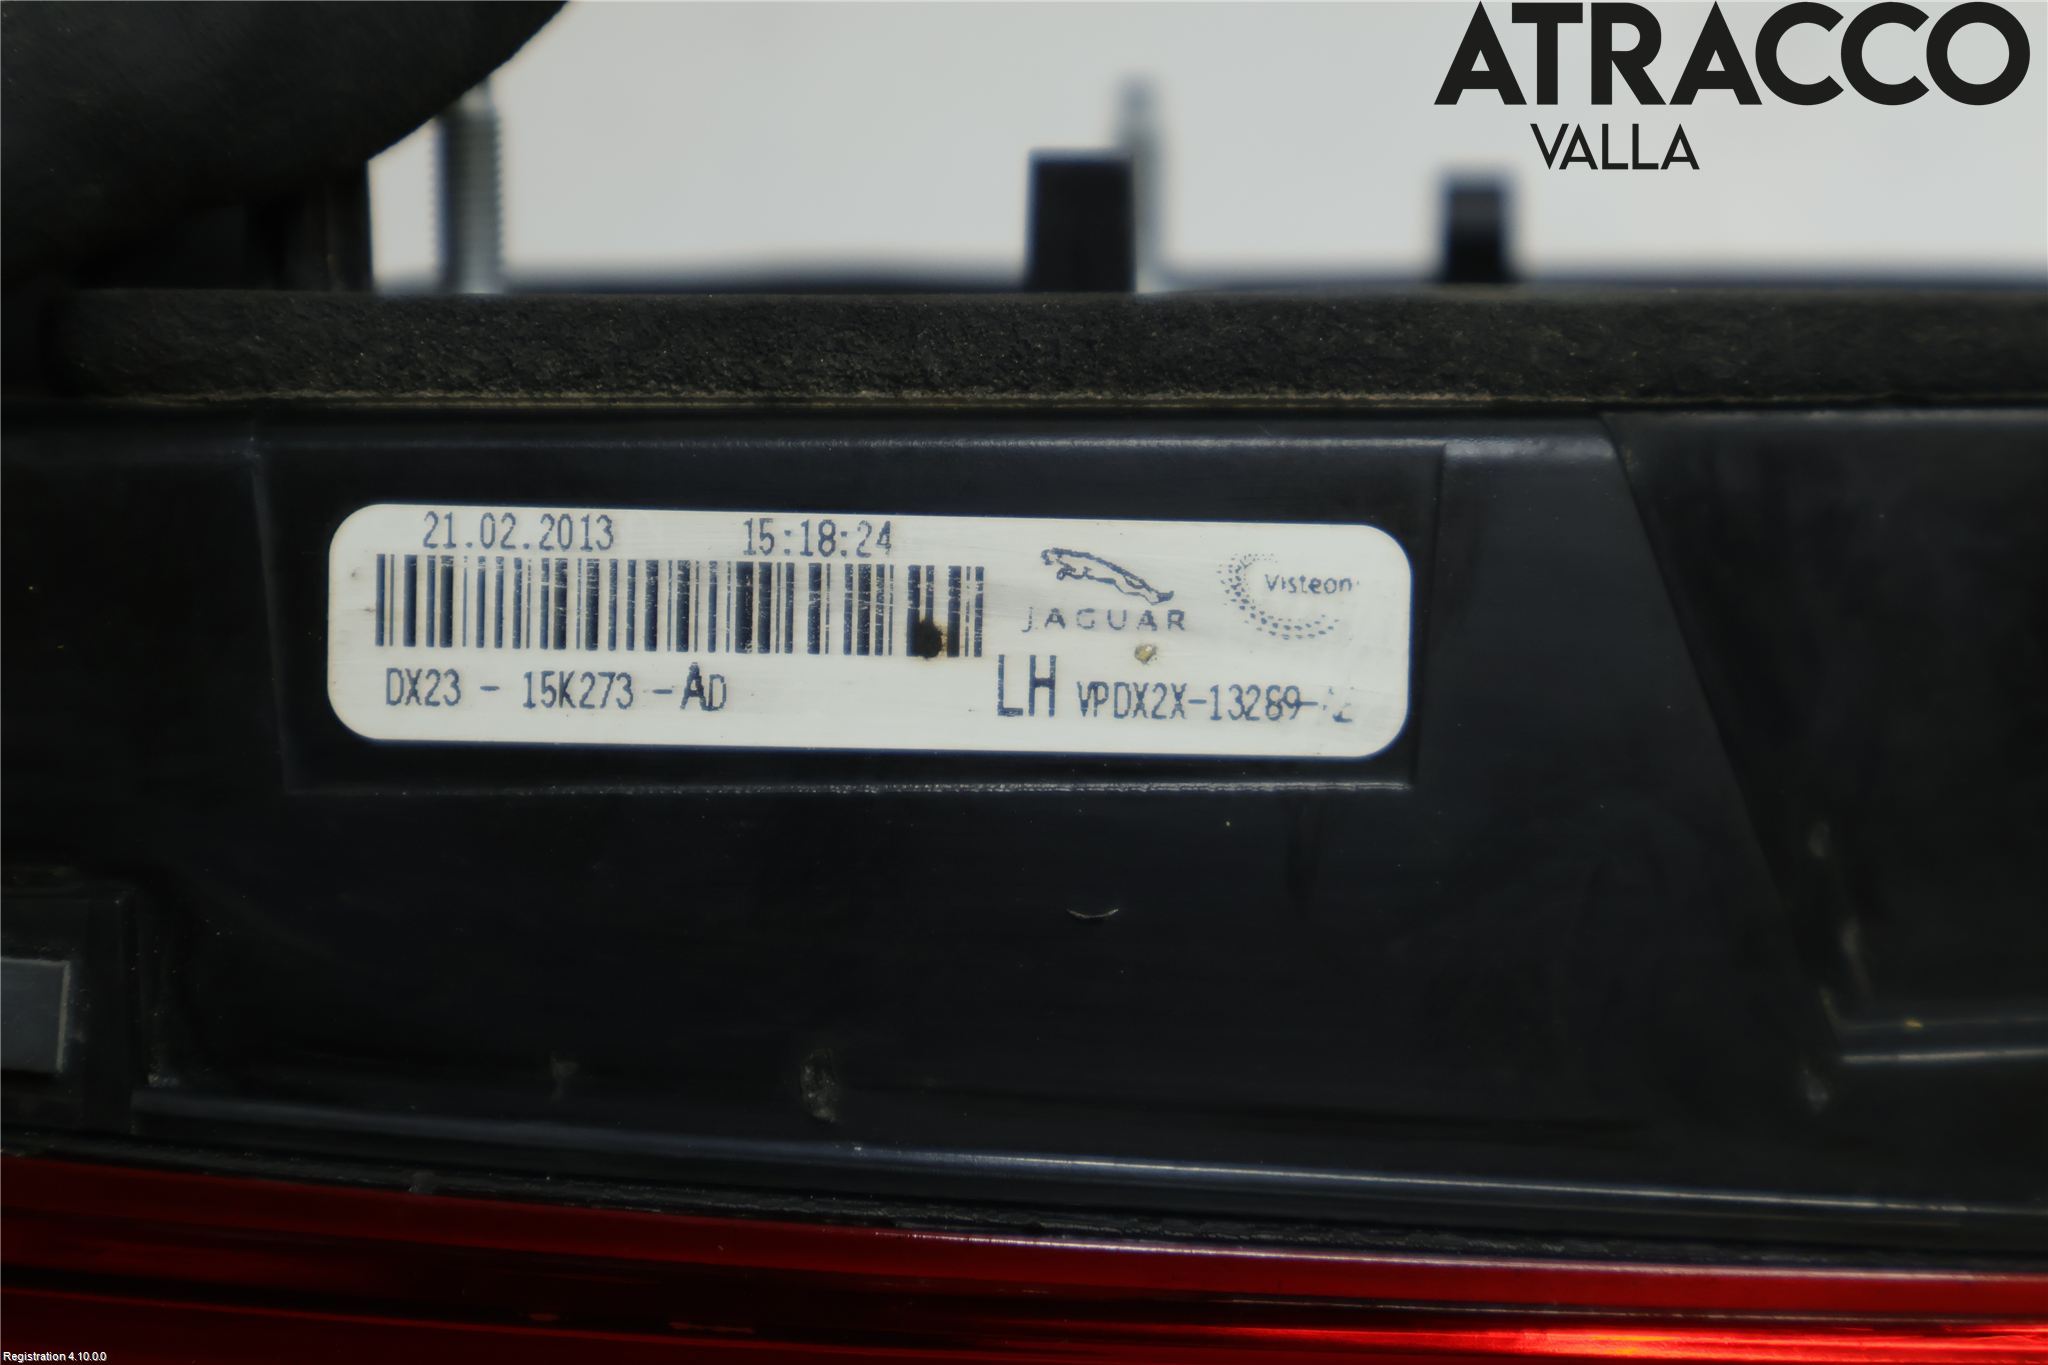 ATRACCO
VALLA
21.02.2013 15:18:24
JAGUAR
Visteon
DX23 - 15K273 - AD
LH
Registration 4.10.0.0